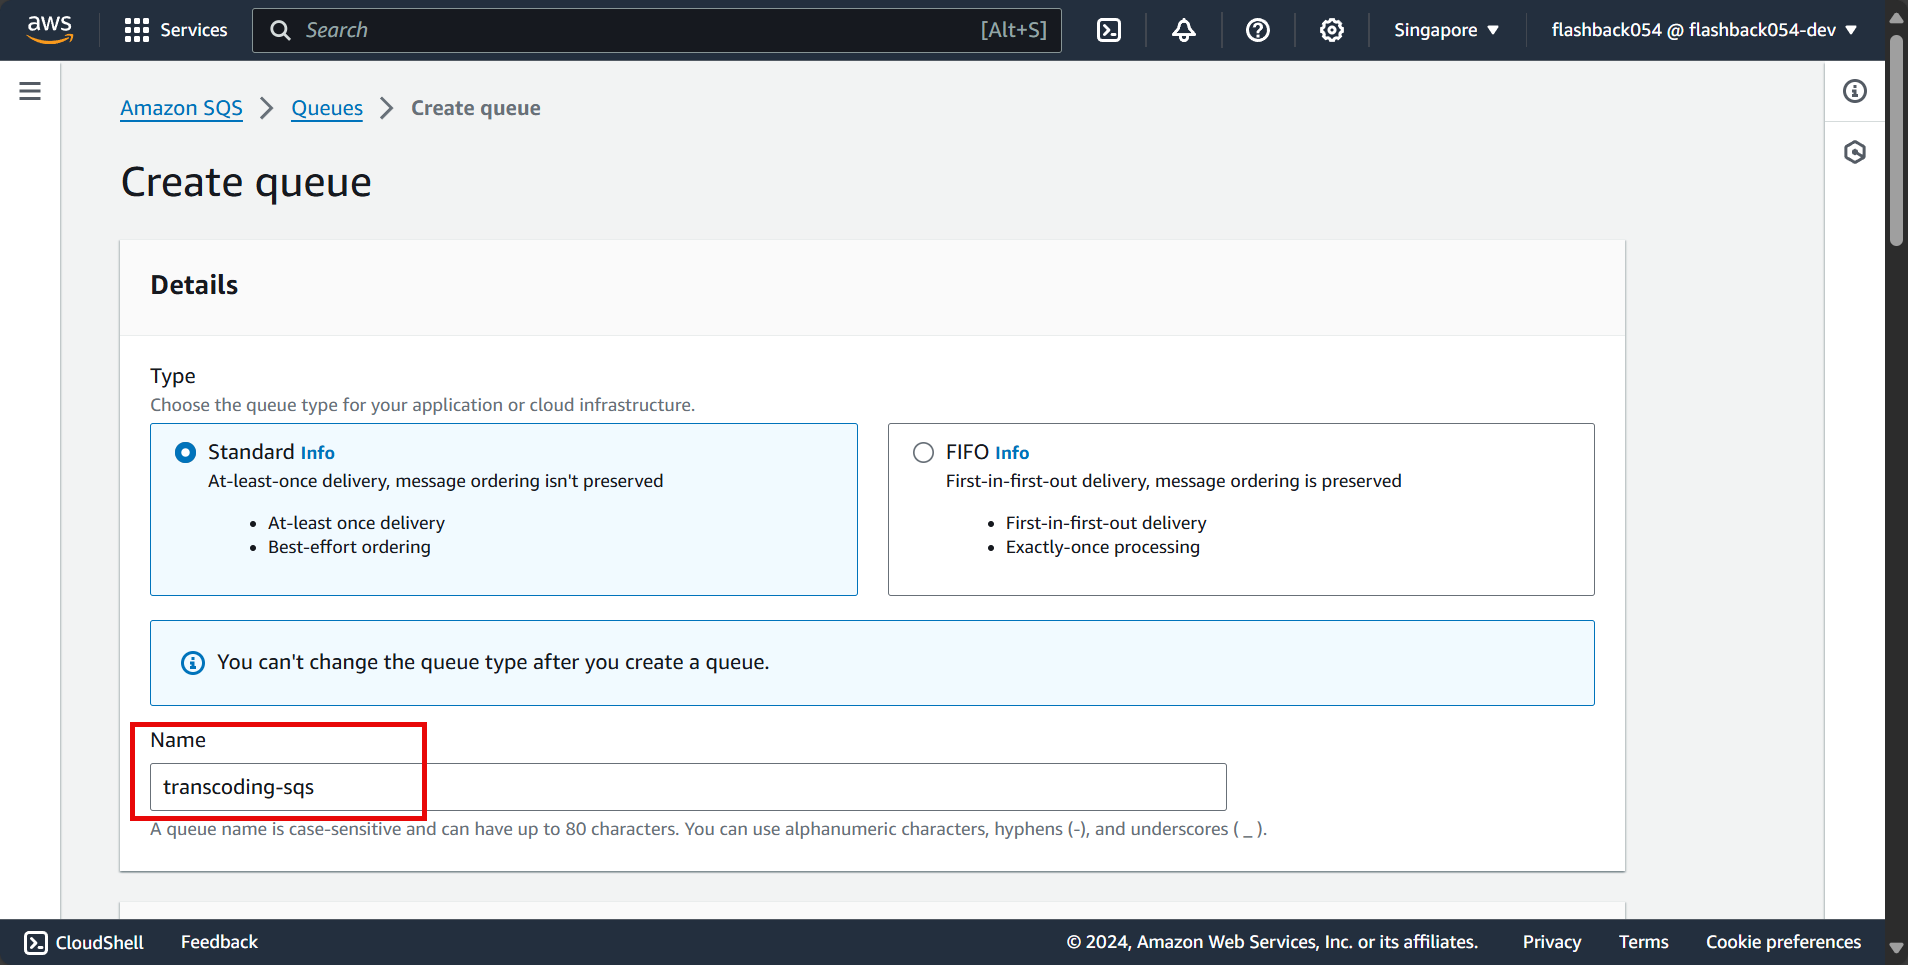 aws Services Search [Alt+S] Singapore flashback054 @ flashback054-dev
Amazon SQS Queues Create queue
Create queue
Details
Type
Choose the queue type for your application or cloud infrastructure.
Standard Info
At-least-once delivery, message ordering isn't preserved
• At-least once delivery
• Best-effort ordering
FIFO Info
First-in-first-out delivery, message ordering is preserved
• First-in-first-out delivery
• Exactly-once processing
You can't change the queue type after you create a queue.
Name
transcoding-sqs
A queue name is case-sensitive and can have up to 80 characters. You can use alphanumeric characters, hyphens (-), and underscores ( _ ).
CloudShell Feedback © 2024, Amazon Web Services, Inc. or its affiliates. Privacy Terms Cookie preferences